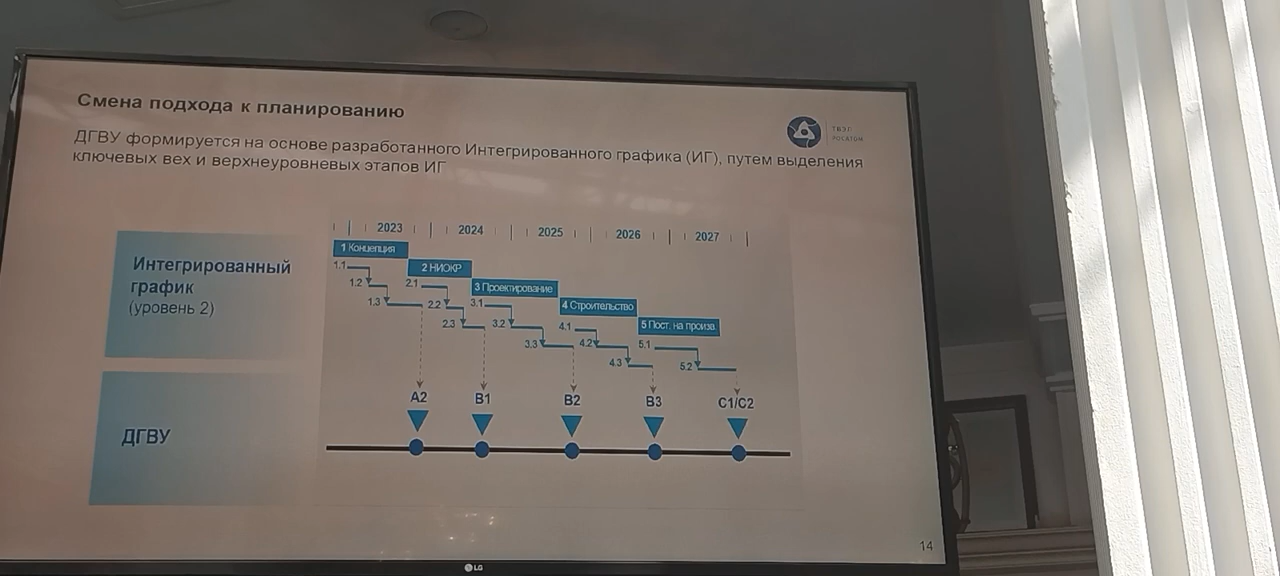 Смена подхода к планированию
ТВЭЛ
РОСАТОМ
ДГВУ формируется на основе разработанного Интегрированного графика (ИГ), путем выделения
ключевых вех и верхнеуровневых этапов ИГ
2023 2024 2025 2026 2027
Интегрированный
график
(уровень 2)
1 Концепция
1.1
1.2
1.3
2 НИОКР
2.1
2.2
2.3
3 Проектирование
3.1
3.2
3.3
4 Строительство
4.1
4.2
4.3
5 Пост. на произв
5.1
5.2
A2 B1 B2 B3 C1/C2
ДГВУ
14
LG